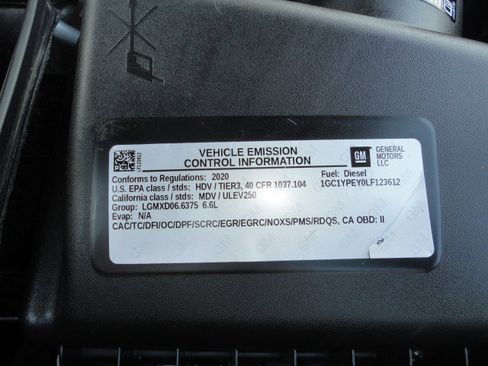 VEHICLE EMISSION
CONTROL INFORMATION
GM
GENERAL
MOTORS
LLC
Conforms to Regulations: 2020
Fuel: Diesel
U.S. EPA class / stds: HDV / TIER3, 40 CFR 1037.104
1GC1YPEY0LF123612
California class / stds: MDV / ULEV250
Group: LGMXD06.6375 6.6L
Evap: N/A
CAC/TC/DFI/OC/DPF/SCRC/EGR/EGRC/NOXS/PMS/RDQS, CA OBD: II